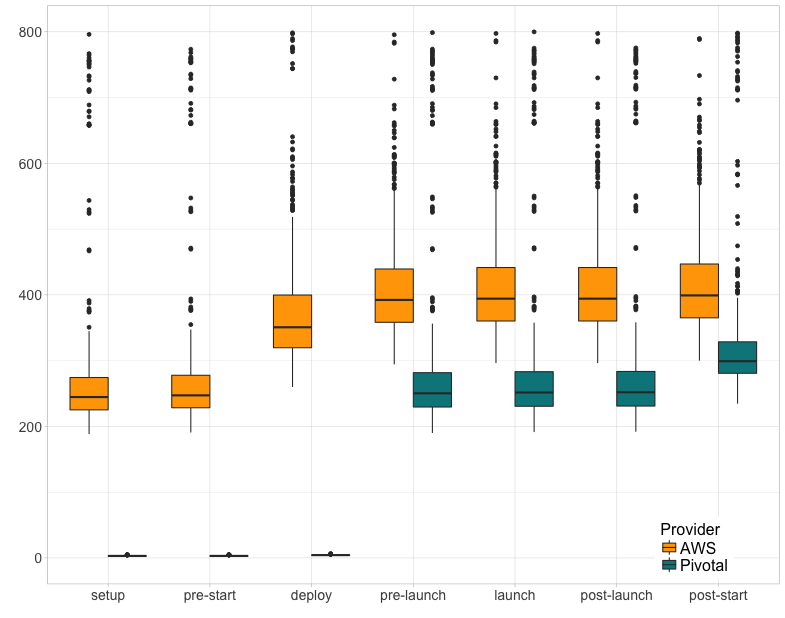 800
600
400
200
0
setup pre-start deploy pre-launch launch post-launch post-start
Provider
AWS
Pivotal